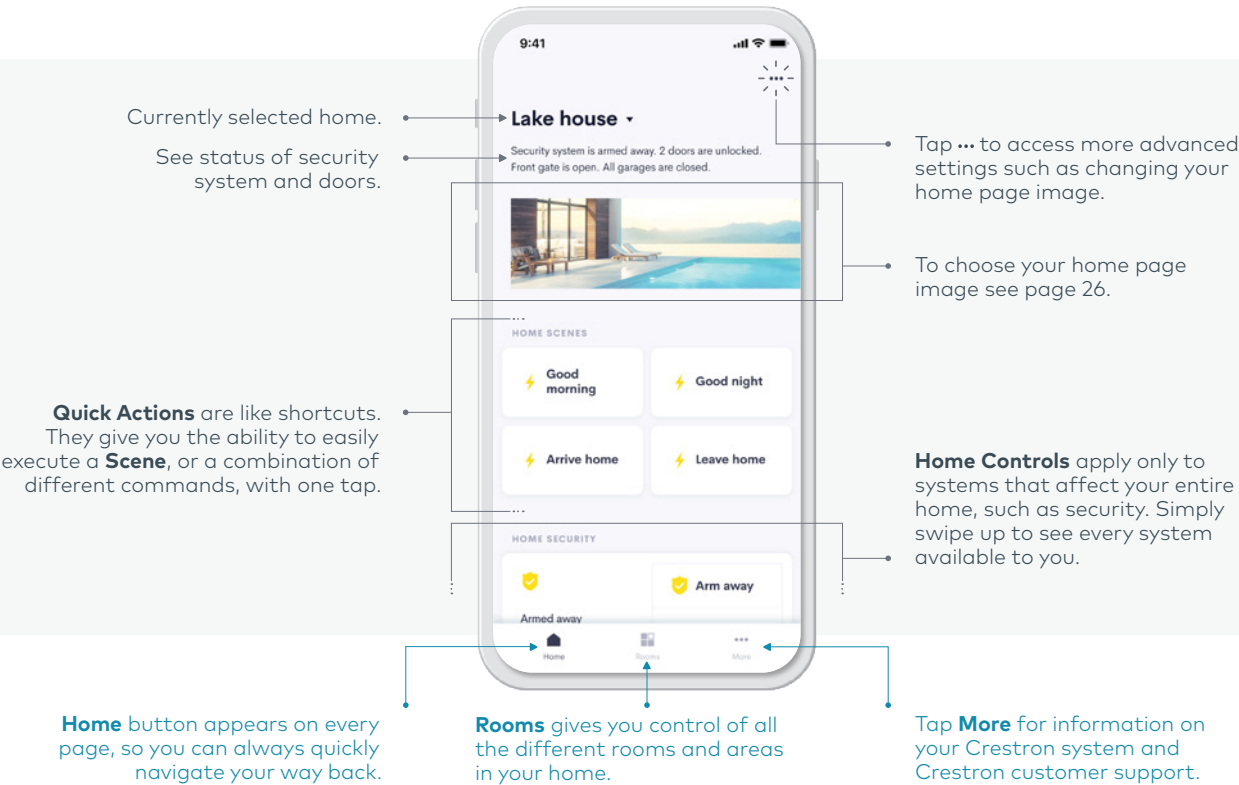 9:41
Lake house
Security system is armed away. 2 doors are unlocked.
Front gate is open. All garages are closed.
HOME SCENES
Good
morning
Good night
Arrive home
Leave home
HOME SECURITY
Arm away
Armed away
Home
Rooms
More
Currently selected home.
See status of security
system and doors.
Quick Actions are like shortcuts.
They give you the ability to easily
execute a Scene, or a combination of
different commands, with one tap.
Tap ••• to access more advanced
settings such as changing your
home page image.
To choose your home page
image see page 26.
Home Controls apply only to
systems that affect your entire
home, such as security. Simply
swipe up to see every system
available to you.
Home button appears on every
page, so you can always quickly
navigate your way back.
Rooms gives you control of all
the different rooms and areas
in your home.
Tap More for information on
your Crestron system and
Crestron customer support.